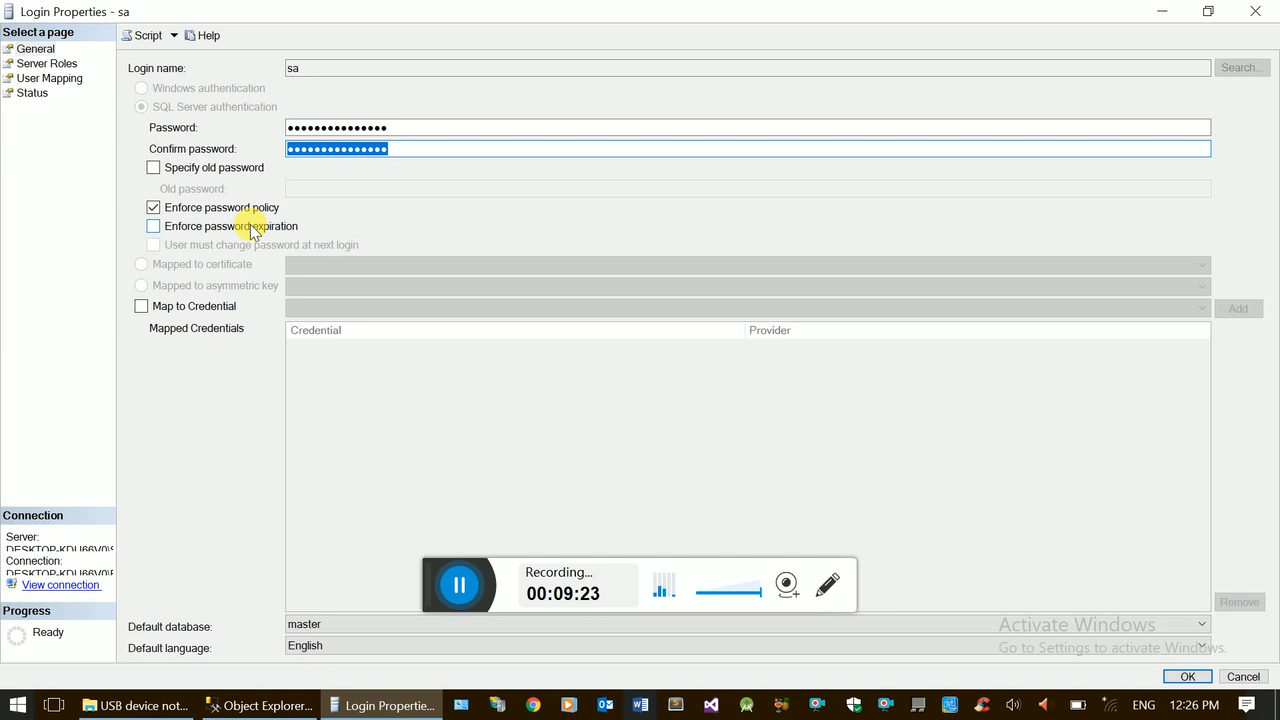 Login Properties - sa
Select a page
General
Server Roles
User Mapping
Status
Script
Help
Login name:
sa
Search...
Windows authentication
SQL Server authentication
Password:
●●●●●●●●●●●●●●●
Confirm password:
●●●●●●●●●●●●●●●
Specify old password
Old password:
Enforce password policy
Enforce password expiration
User must change password at next login
Mapped to certificate
Mapped to asymmetric key
Map to Credential
Add
Mapped Credentials
Credential
Provider
Remove
Default database:
master
Default language:
English
Connection
Server:
Connection:
View connection
Progress
Ready
Recording...
00:09:23
Activate Windows
Go to Settings to activate Windows.
OK
Cancel
USB device not...
Object Explorer...
Login Propertie...
ENG
12:26 PM